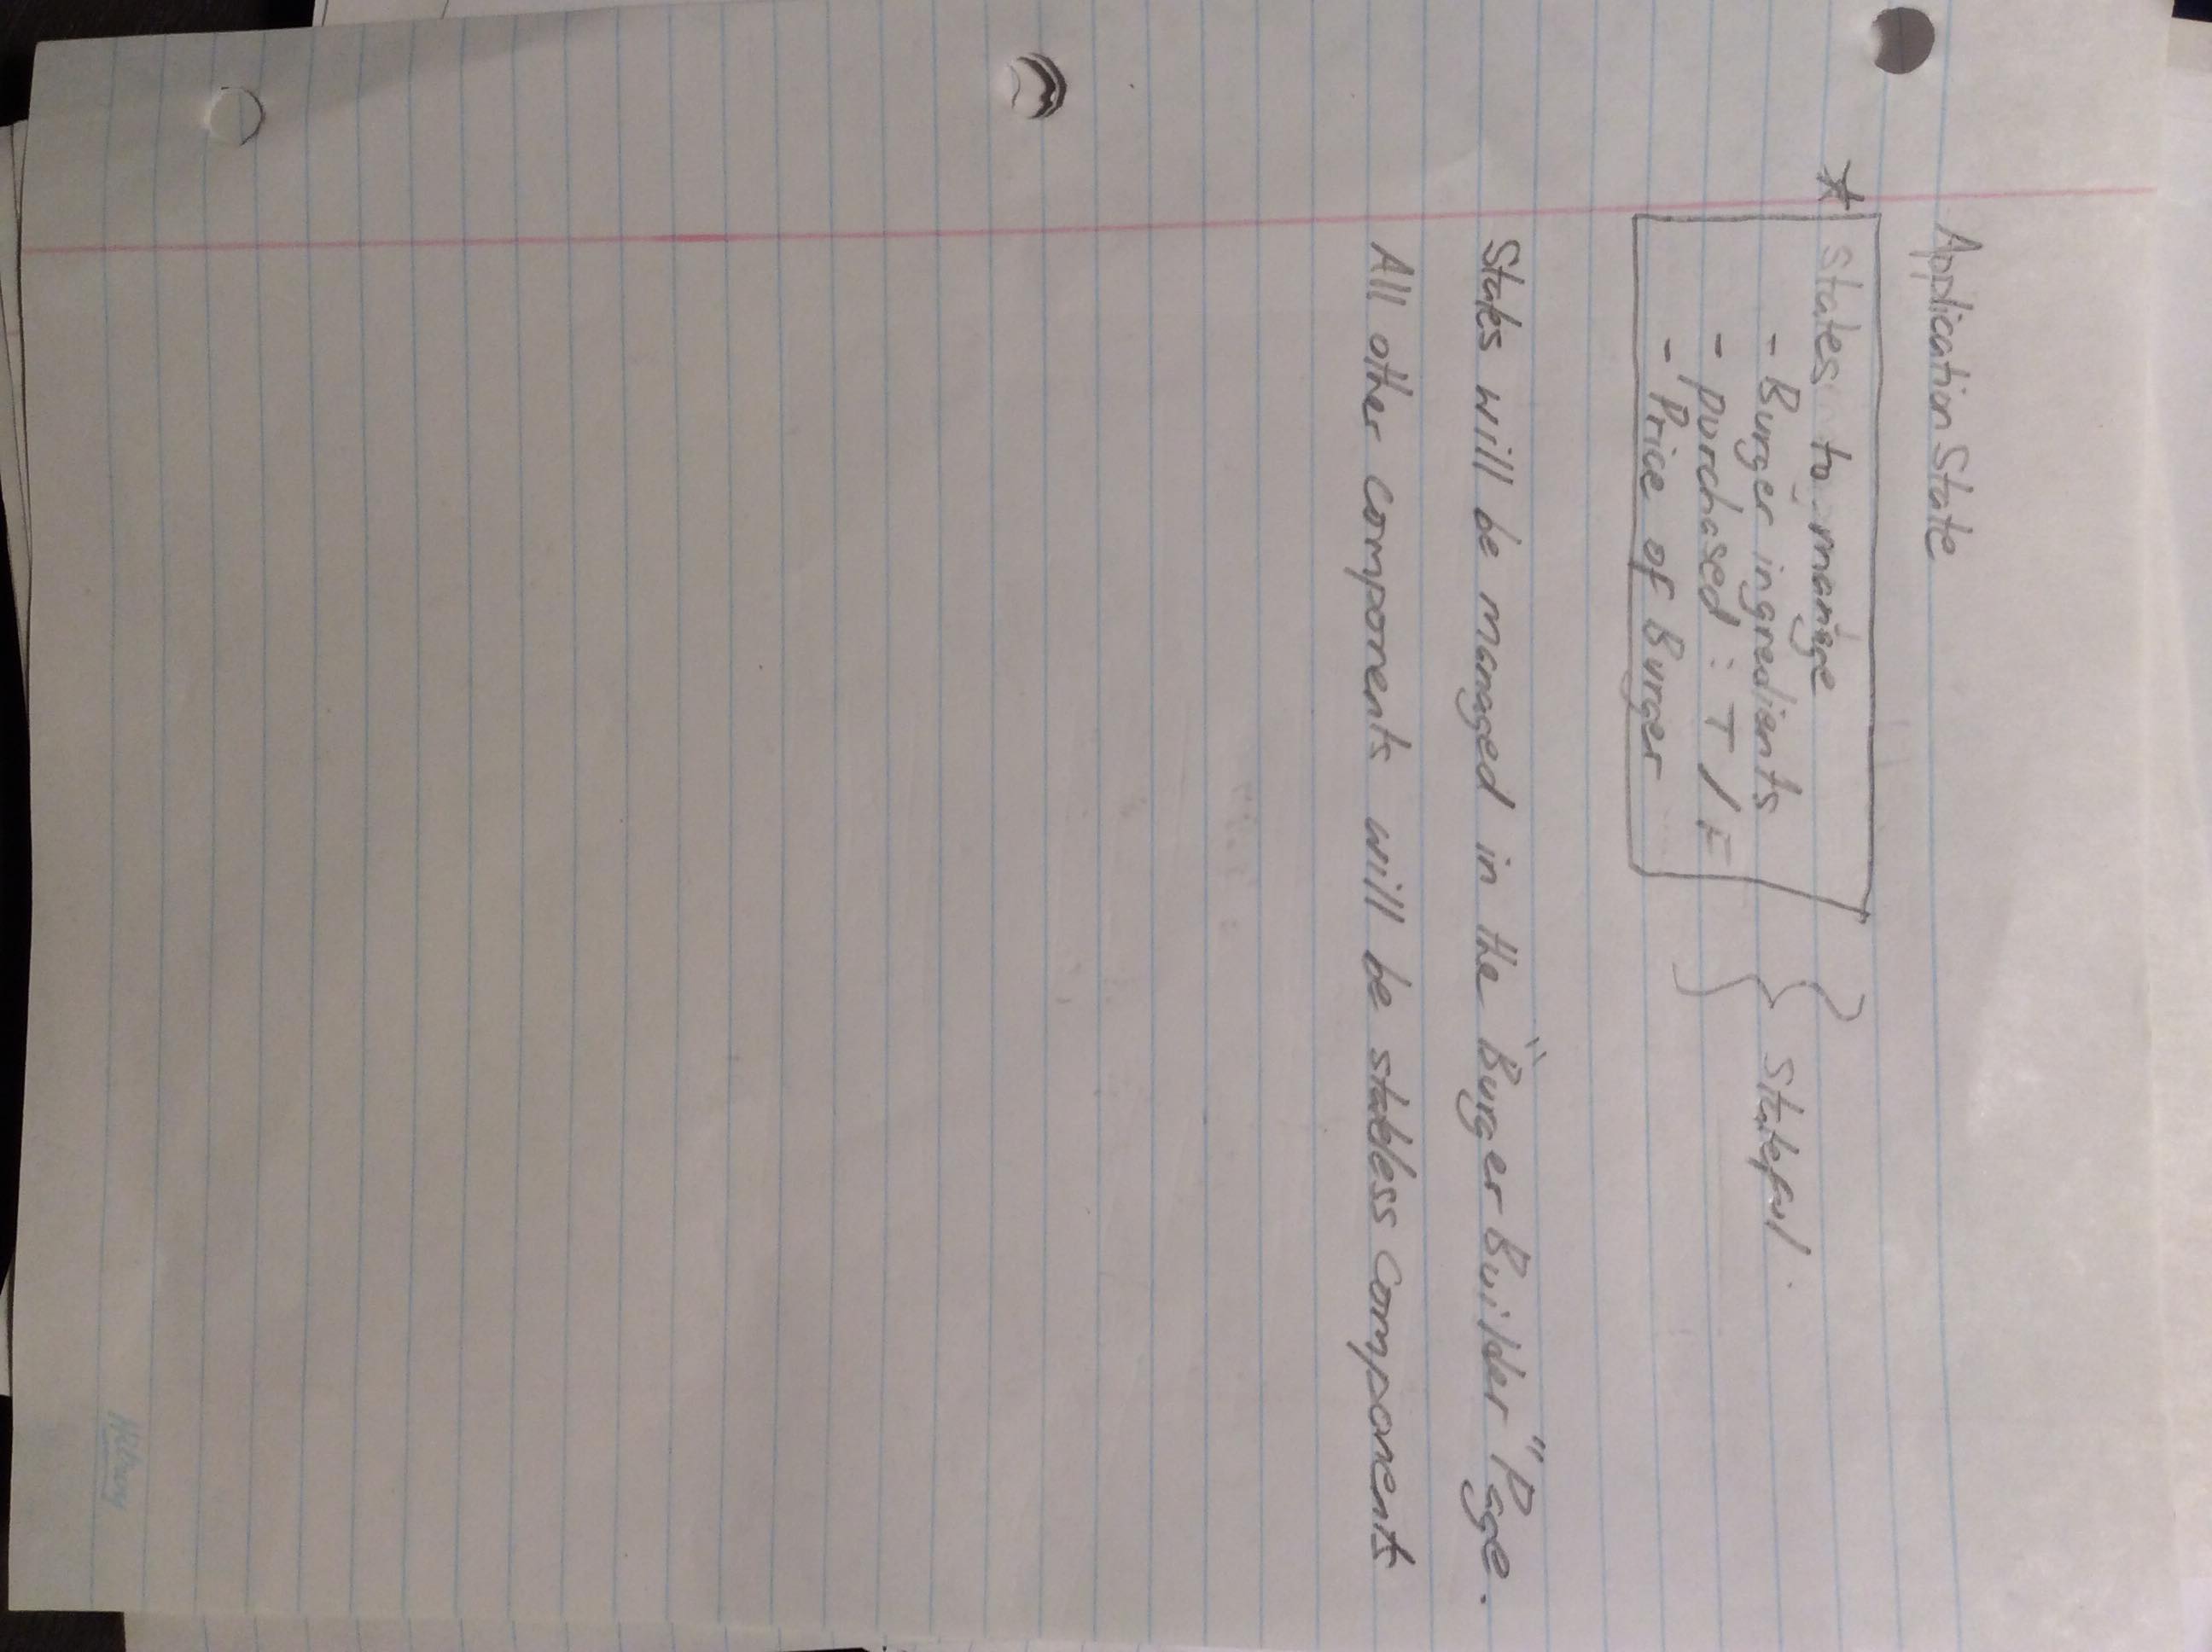 Application State
* States to manage
- Burger ingredients
- purchased : T / F
- Price of Burger
} Stateful.
States will be managed in the "Burger Builder" Page.
All other components will be stateless components
Hilroy